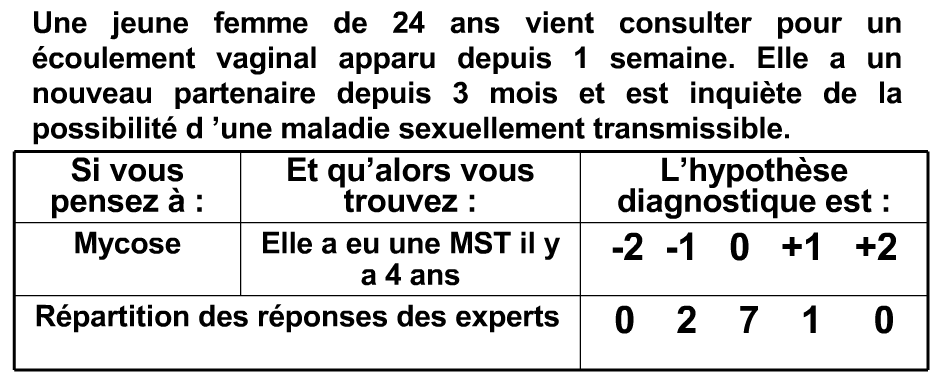 Une jeune femme de 24 ans vient consulter pour un
écoulement vaginal apparu depuis 1 semaine. Elle a un
nouveau partenaire depuis 3 mois et est inquiète de la
possibilité d ’une maladie sexuellement transmissible.
Si vous
pensez à :
Et qu’alors vous
trouvez :
L’hypothèse
diagnostique est :
Mycose
Elle a eu une MST il y
a 4 ans
-2 -1 0 +1 +2
Répartition des réponses des experts
0 2 7 1 0